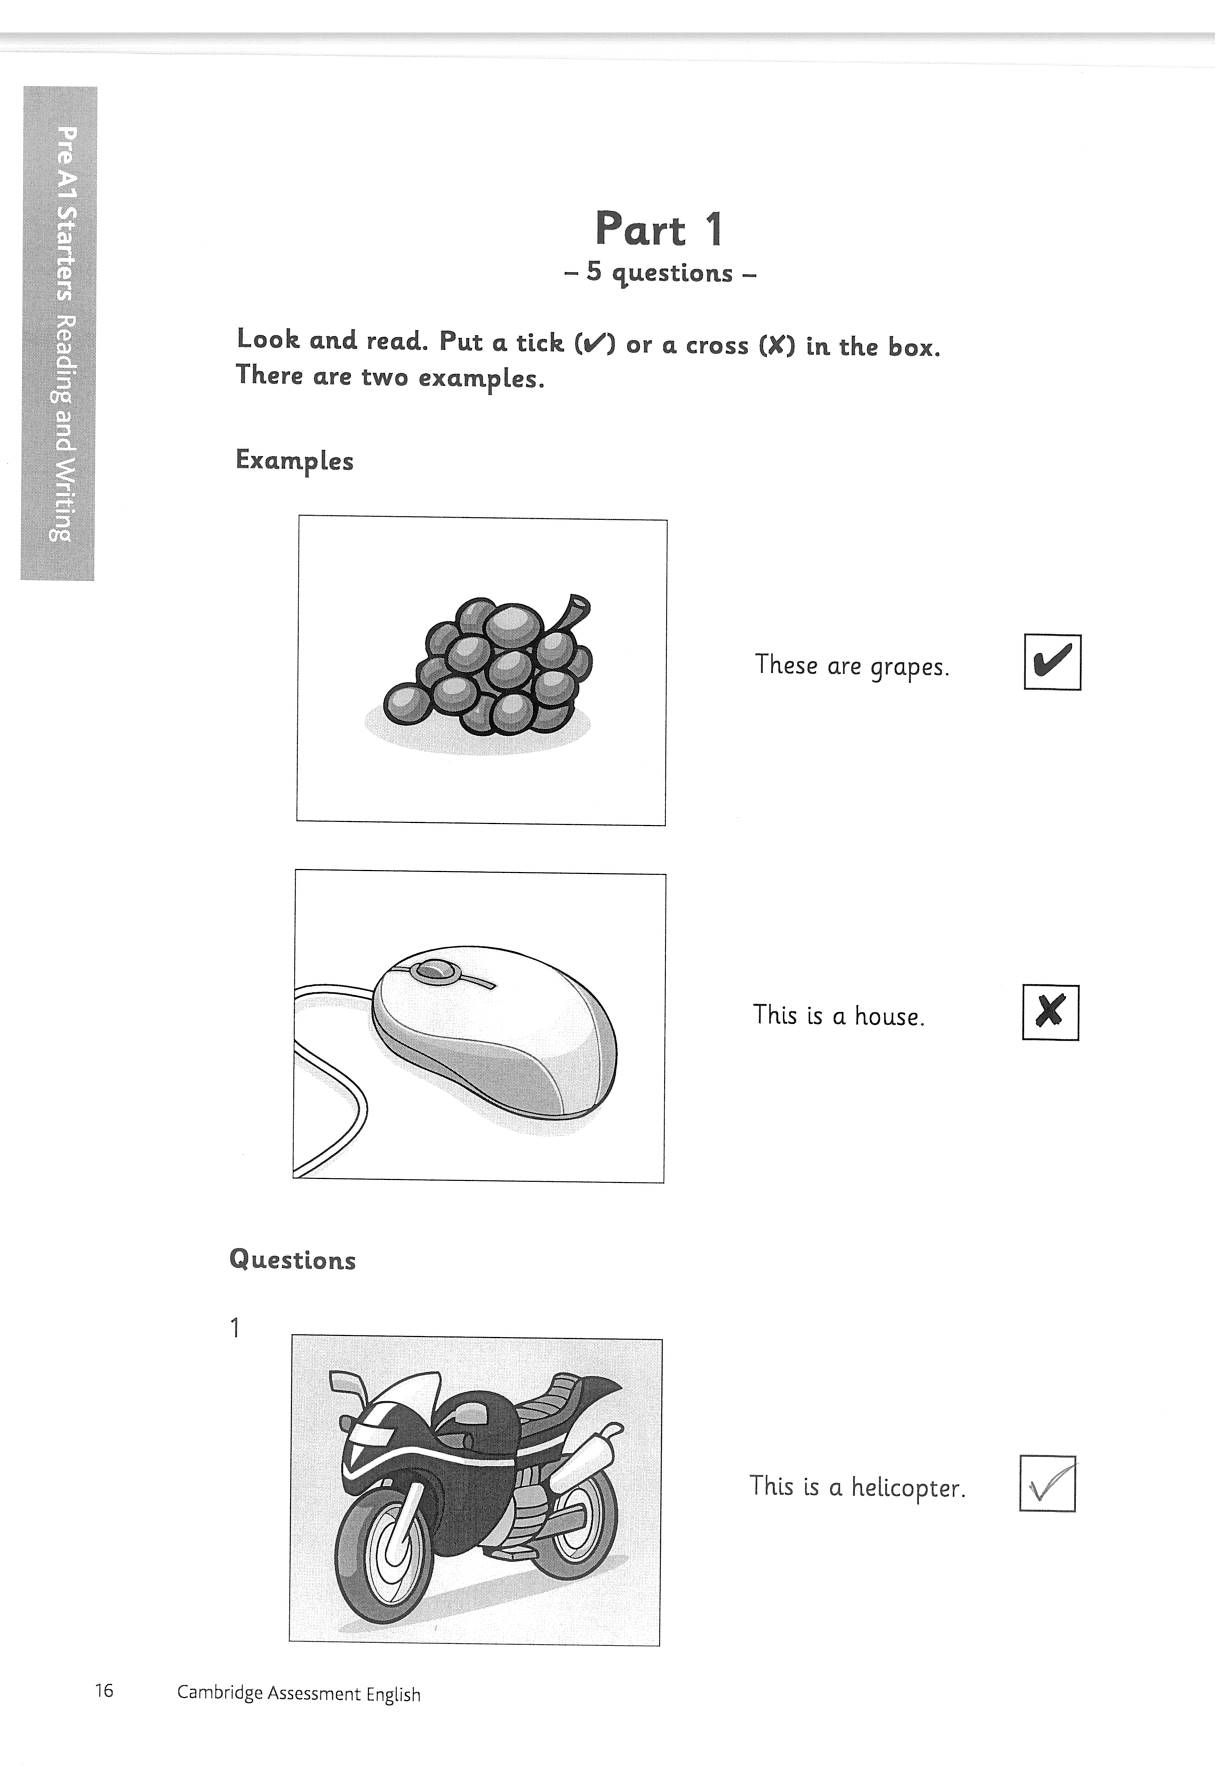 Pre A1 Starters Reading and Writing
Part 1
– 5 questions –
Look and read. Put a tick (✔) or a cross (✘) in the box.
There are two examples.
Examples
These are grapes. ✔
This is a house. ✘
Questions
1
This is a helicopter. ✓
16 Cambridge Assessment English